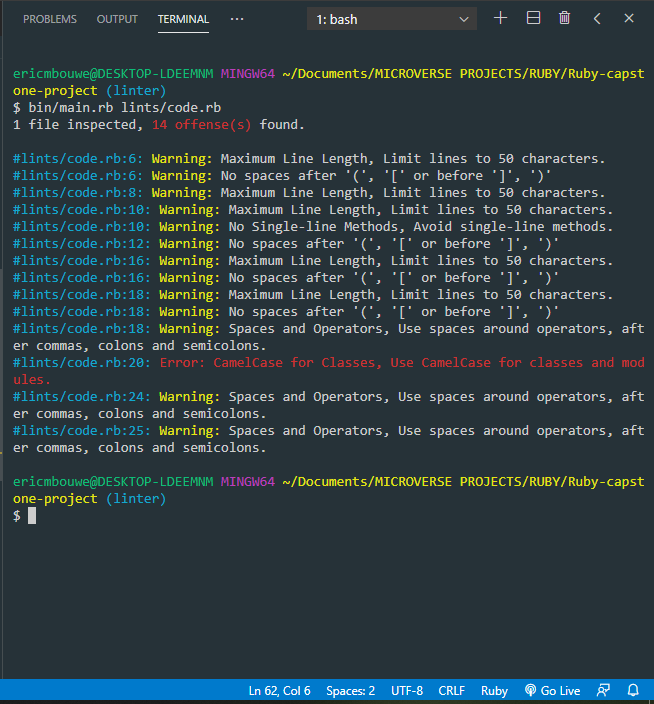 PROBLEMS OUTPUT TERMINAL ... 1: bash
ericmbouwe@DESKTOP-LDEEMNM MINGW64 ~/Documents/MICROVERSE PROJECTS/RUBY/Ruby-capst
one-project (linter)
$ bin/main.rb lints/code.rb
1 file inspected, 14 offense(s) found.
#lints/code.rb:6: Warning: Maximum Line Length, Limit lines to 50 characters.
#lints/code.rb:6: Warning: No spaces after '(', '[' or before ']', ')'
#lints/code.rb:8: Warning: Maximum Line Length, Limit lines to 50 characters.
#lints/code.rb:10: Warning: Maximum Line Length, Limit lines to 50 characters.
#lints/code.rb:10: Warning: No Single-line Methods, Avoid single-line methods.
#lints/code.rb:12: Warning: No spaces after '(', '[' or before ']', ')'
#lints/code.rb:16: Warning: Maximum Line Length, Limit lines to 50 characters.
#lints/code.rb:16: Warning: No spaces after '(', '[' or before ']', ')'
#lints/code.rb:18: Warning: Maximum Line Length, Limit lines to 50 characters.
#lints/code.rb:18: Warning: No spaces after '(', '[' or before ']', ')'
#lints/code.rb:18: Warning: Spaces and Operators, Use spaces around operators, aft
er commas, colons and semicolons.
#lints/code.rb:20: Error: CamelCase for Classes, Use CamelCase for classes and mod
ules.
#lints/code.rb:24: Warning: Spaces and Operators, Use spaces around operators, aft
er commas, colons and semicolons.
#lints/code.rb:25: Warning: Spaces and Operators, Use spaces around operators, aft
er commas, colons and semicolons.
ericmbouwe@DESKTOP-LDEEMNM MINGW64 ~/Documents/MICROVERSE PROJECTS/RUBY/Ruby-capst
one-project (linter)
$
Ln 62, Col 6 Spaces: 2 UTF-8 CRLF Ruby Go Live